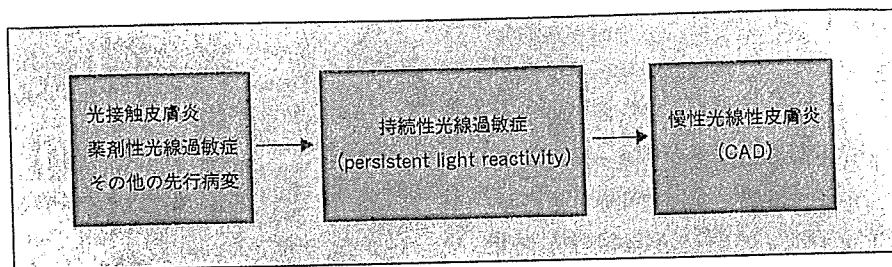 光接触皮膚炎
薬剤性光線過敏症
その他の先行病変
持続性光線過敏症
(persistent light reactivity)
慢性光線性皮膚炎
(CAD)